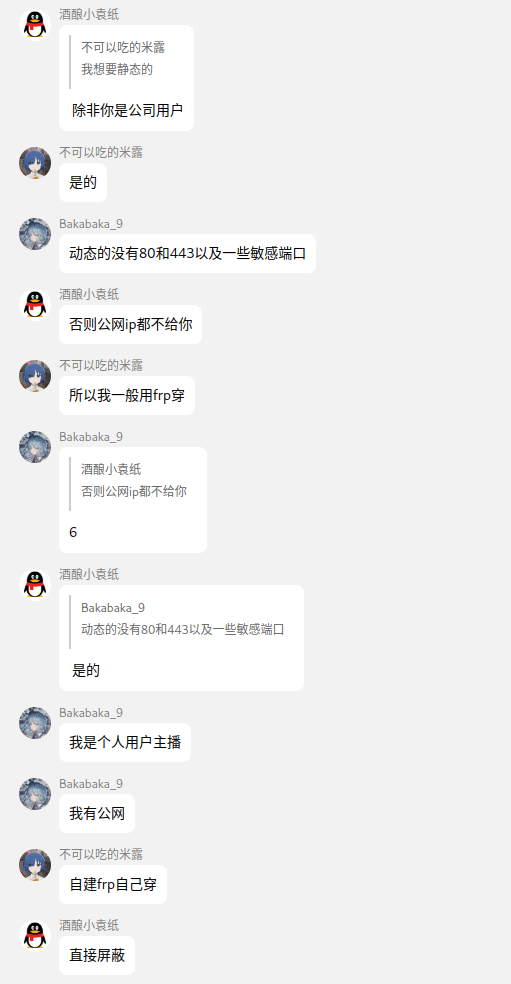 酒酿小袁纸
不可以吃的米露
我想要静态的
除非你是公司用户
不可以吃的米露
是的
Bakabaka_9
动态的没有80和443以及一些敏感端口
酒酿小袁纸
否则公网ip都不给你
不可以吃的米露
所以我一般用frp穿
Bakabaka_9
酒酿小袁纸
否则公网ip都不给你
6
酒酿小袁纸
Bakabaka_9
动态的没有80和443以及一些敏感端口
是的
Bakabaka_9
我是个人用户主播
Bakabaka_9
我有公网
不可以吃的米露
自建frp自己穿
酒酿小袁纸
直接屏蔽